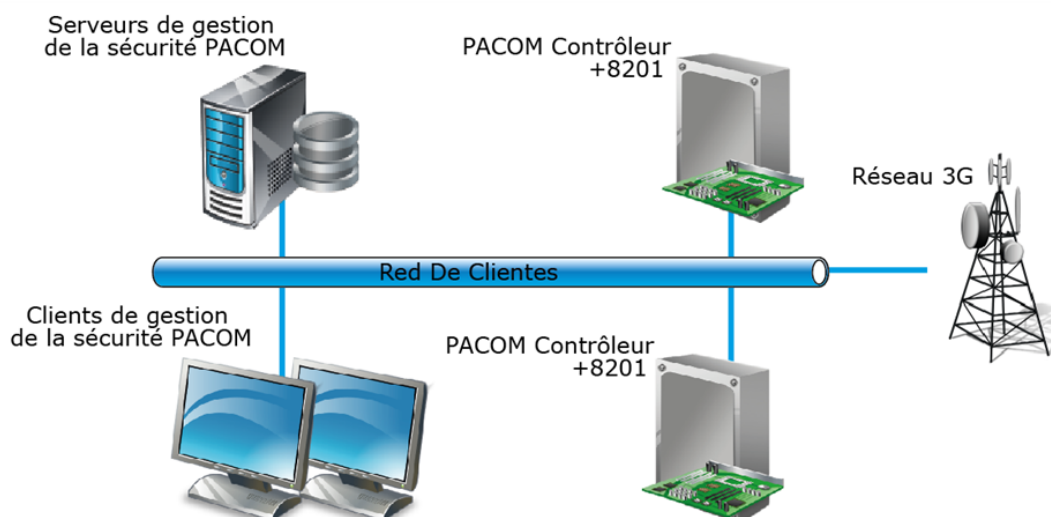 Serveurs de gestion
de la sécurité PACOM
PACOM Contrôleur
+8201
Réseau 3G
Red De Clientes
Clients de gestion
de la sécurité PACOM
PACOM Contrôleur
+8201